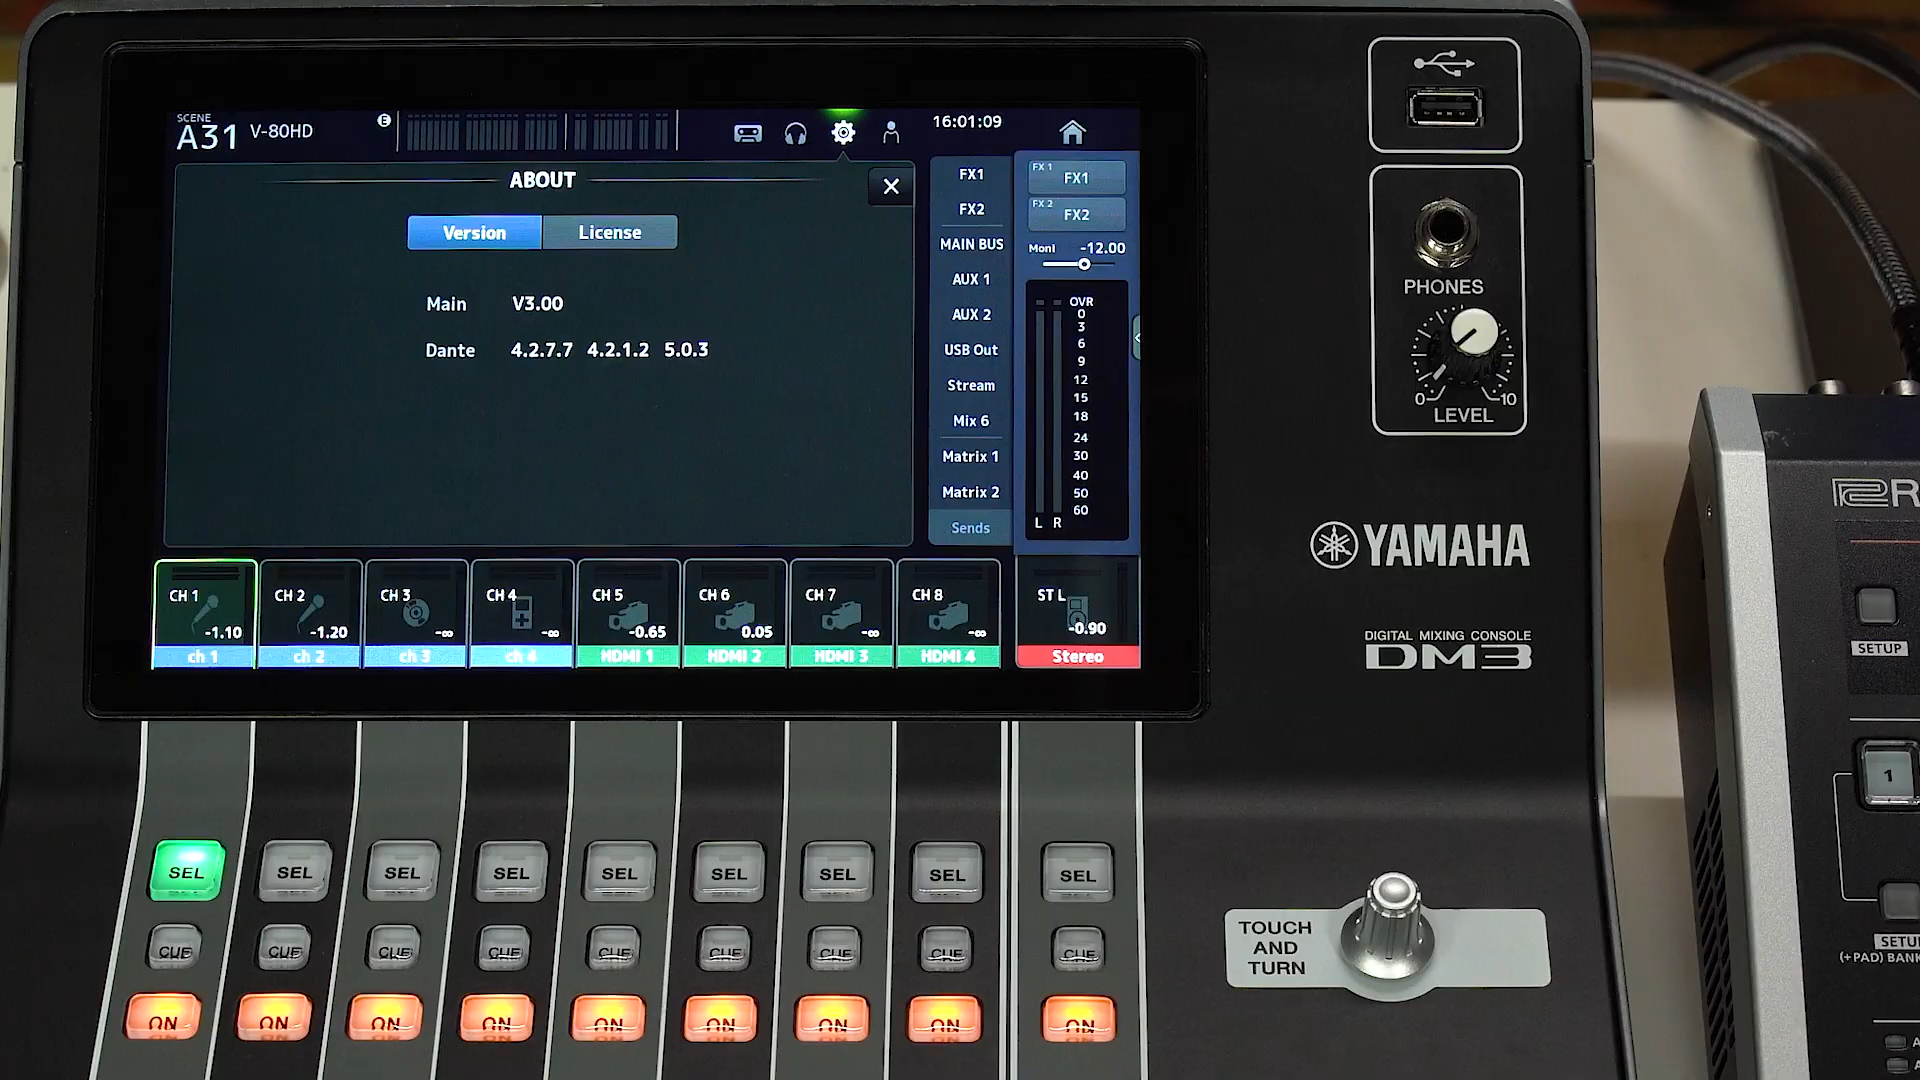 SCENE
A31 V-80HD
E
16:01:09
ABOUT
Version License
Main V3.00
Dante 4.2.7.7 4.2.1.2 5.0.3
FX1
FX2
MAIN BUS
AUX 1
AUX 2
USB Out
Stream
Mix 6
Matrix 1
Matrix 2
Sends
FX 1
FX1
FX 2
FX2
Moni -12.00
OVR
0
3
6
9
12
15
18
24
30
40
50
60
L R
CH 1
-1.10
ch 1
CH 2
-1.20
ch 2
CH 3
-∞
ch 3
CH 4
-∞
ch 4
CH 5
-0.65
HDMI 1
CH 6
0.05
HDMI 2
CH 7
-∞
HDMI 3
CH 8
-∞
HDMI 4
ST L
-0.90
Stereo
PHONES
0 10
LEVEL
YAMAHA
DIGITAL MIXING CONSOLE
DM3
SEL SEL SEL SEL SEL SEL SEL SEL SEL
CUE CUE CUE CUE CUE CUE CUE CUE CUE
ON ON ON ON ON ON ON ON ON
TOUCH
AND
TURN
SETUP
1
(+PAD) BANK